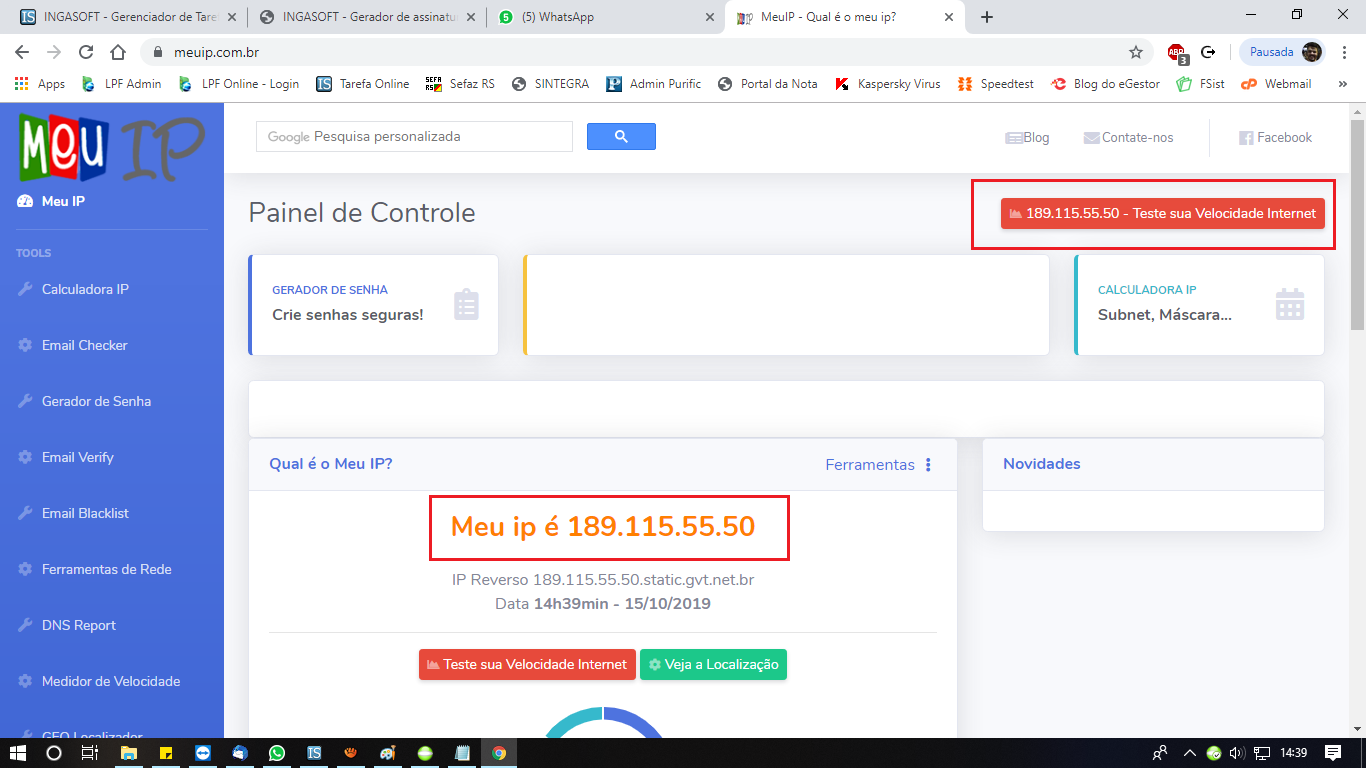 INGASOFT - Gerenciador de Taref
INGASOFT - Gerador de assinatu
(5) WhatsApp
MeuIP - Qual é o meu ip?
meuip.com.br
ABP
3
Pausada
Apps
LPF Admin
LPF Online - Login
Tarefa Online
Sefaz RS
SINTEGRA
Admin Purific
Portal da Nota
Kaspersky Virus
Speedtest
Blog do eGestor
FSist
Webmail
Meu IP
Google Pesquisa personalizada
Blog
Contate-nos
Facebook
Meu IP
Painel de Controle
189.115.55.50 - Teste sua Velocidade Internet
TOOLS
Calculadora IP
Email Checker
Gerador de Senha
Email Verify
Email Blacklist
Ferramentas de Rede
DNS Report
Medidor de Velocidade
GEO Localizador
GERADOR DE SENHA
Crie senhas seguras!
CALCULADORA IP
Subnet, Máscara...
Qual é o Meu IP?
Ferramentas
Novidades
Meu ip é 189.115.55.50
IP Reverso 189.115.55.50.static.gvt.net.br
Data 14h39min - 15/10/2019
Teste sua Velocidade Internet
Veja a Localização
14:39